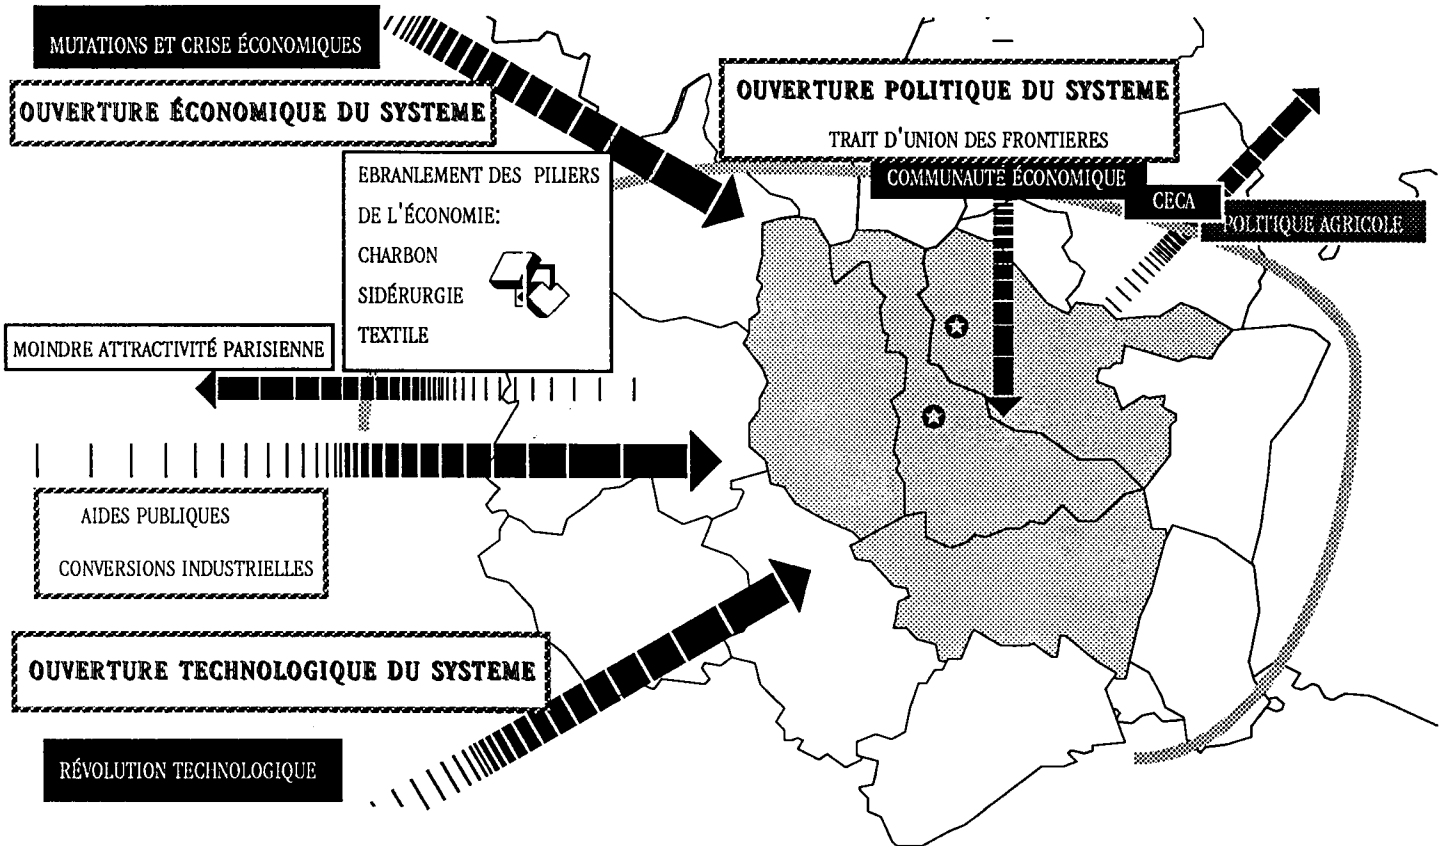 MUTATIONS ET CRISE ÉCONOMIQUES
OUVERTURE ÉCONOMIQUE DU SYSTEME
EBRANLEMENT DES PILIERS
DE L'ÉCONOMIE:
CHARBON
SIDÉRURGIE
TEXTILE
OUVERTURE POLITIQUE DU SYSTEME
TRAIT D'UNION DES FRONTIERES
COMMUNAUTÉ ÉCONOMIQUE
CECA
POLITIQUE AGRICOLE
MOINDRE ATTRACTIVITÉ PARISIENNE
AIDES PUBLIQUES
CONVERSIONS INDUSTRIELLES
OUVERTURE TECHNOLOGIQUE DU SYSTEME
RÉVOLUTION TECHNOLOGIQUE